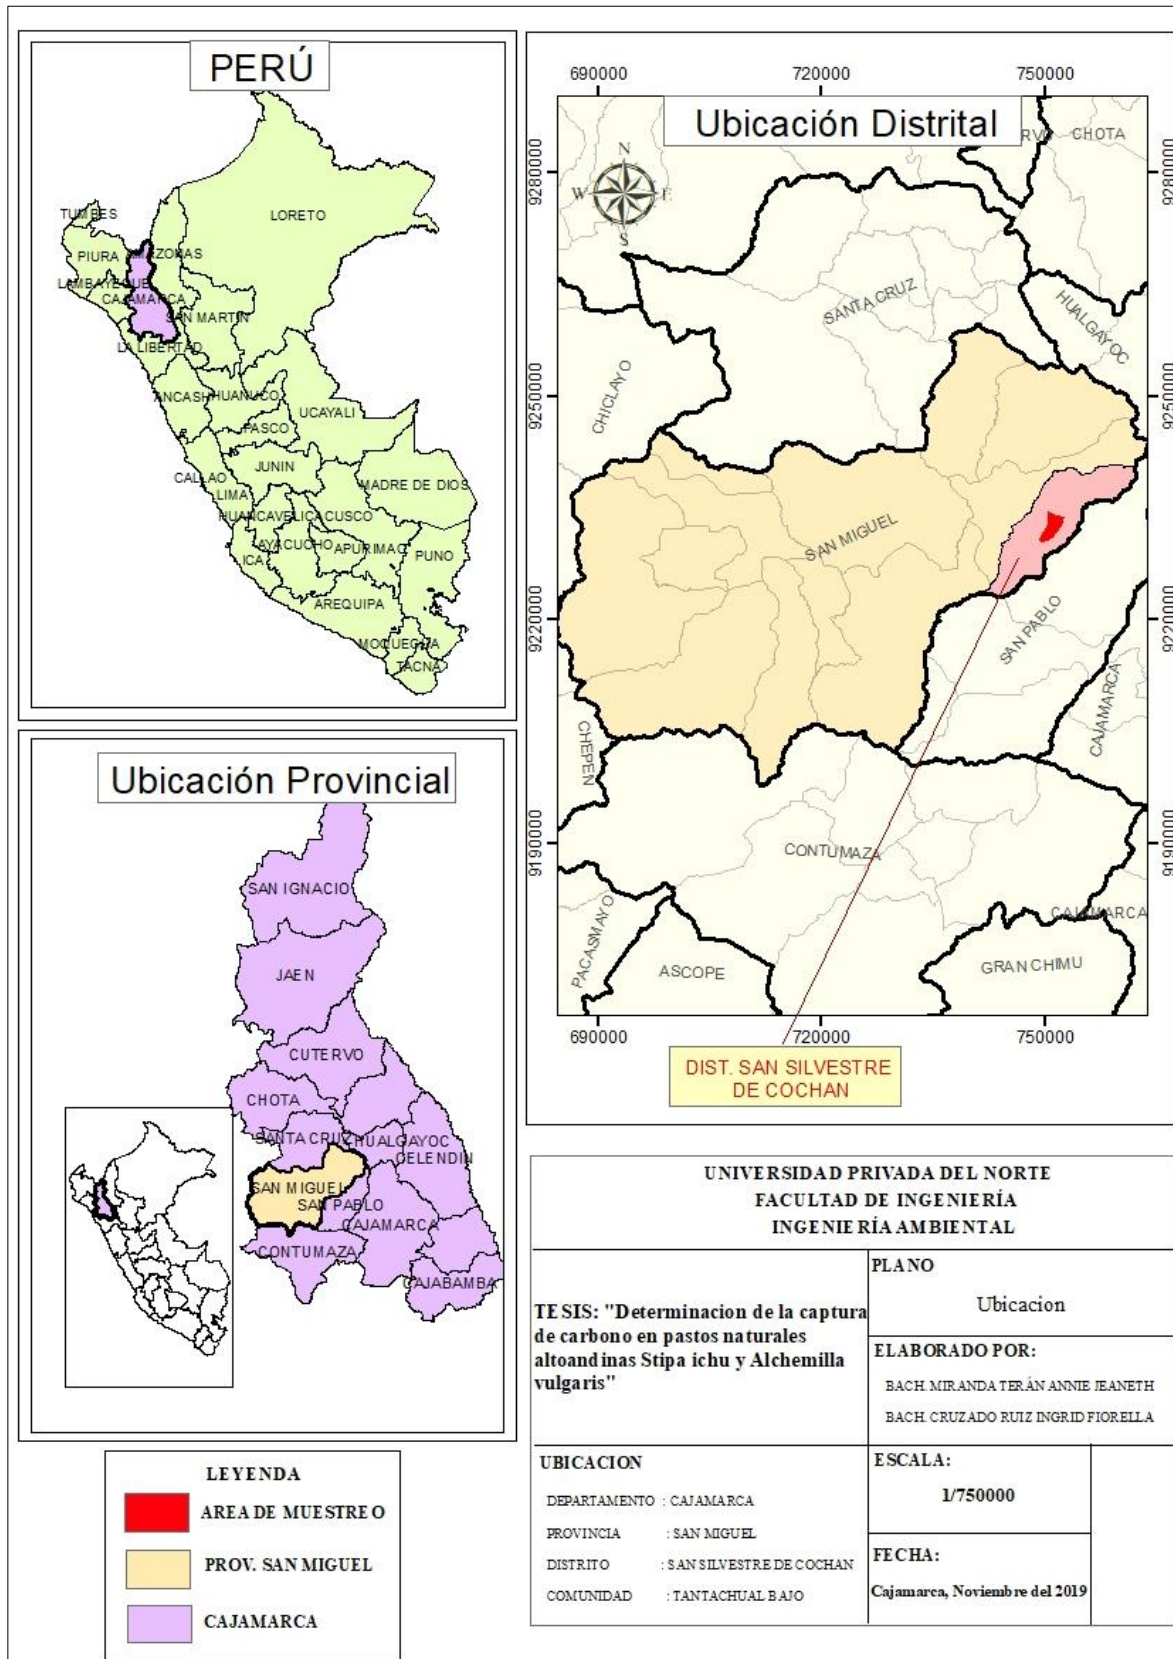 PERÚ
TUMBES
LORETO
PIURA
AMAZONAS
LAMBAYEQUE
CAJAMARCA
SAN MARTIN
LA LIBERTAD
ANCASH
HUANUCO
UCAYALI
PASCO
JUNIN
CALLAO
LIMA
MADRE DE DIOS
HUANCAVELICA
CUSCO
AYACUCHO
APURIMAC
ICA
PUNO
AREQUIPA
MOQUEGUA
TACNA
Ubicación Distrital
690000
720000
750000
9280000
9280000
9250000
9250000
9220000
9220000
9190000
9190000
690000
720000
750000
N
W
E
S
RVO
CHOTA
SANTA CRUZ
HUALGAYOC
CHICLAYO
SAN MIGUEL
SAN PABLO
CAJAMARCA
CHEPEN
CONTUMAZA
CAJAMARCA
PACASMAYO
ASCOPE
GRAN CHIMU
DIST. SAN SILVESTRE
DE COCHAN
Ubicación Provincial
SAN IGNACIO
JAEN
CUTERVO
CHOTA
SANTA CRUZ
HUALGAYOC
CELENDIN
SAN MIGUEL
SAN PABLO
CAJAMARCA
CONTUMAZA
CAJABAMBA
LEYENDA
AREA DE MUESTREO
PROV. SAN MIGUEL
CAJAMARCA
UNIVERSIDAD PRIVADA DEL NORTE
FACULTAD DE INGENIERÍA
INGENIERÍA AMBIENTAL
TESIS: "Determinacion de la captura
de carbono en pastos naturales
altoandinas Stipa ichu y Alchemilla
vulgaris"
PLANO
Ubicacion
ELABORADO POR:
BACH. MIRANDA TERÁN ANNIE JEANETH
BACH. CRUZADO RUIZ INGRID FIORELLA
UBICACION
DEPARTAMENTO : CAJAMARCA
PROVINCIA : SAN MIGUEL
DISTRITO : SAN SILVESTRE DE COCHAN
COMUNIDAD : TANTACHUAL BAJO
ESCALA:
1/750000
FECHA:
Cajamarca, Noviembre del 2019